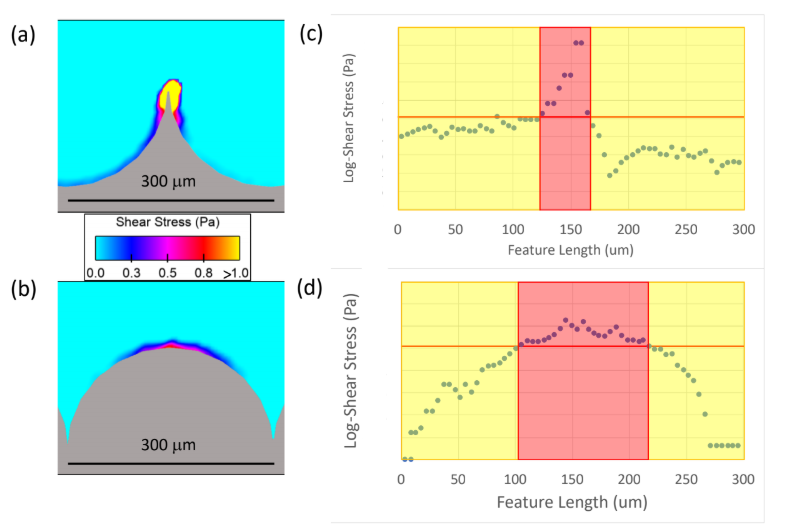 (a)
300 μm
Shear Stress (Pa)
0.0 0.3 0.5 0.8 >1.0
(b)
300 μm
(c)
Log-Shear Stress (Pa)
0 50 100 150 200 250 300
Feature Length (um)
(d)
Log-Shear Stress (Pa)
0 50 100 150 200 250 300
Feature Length (um)